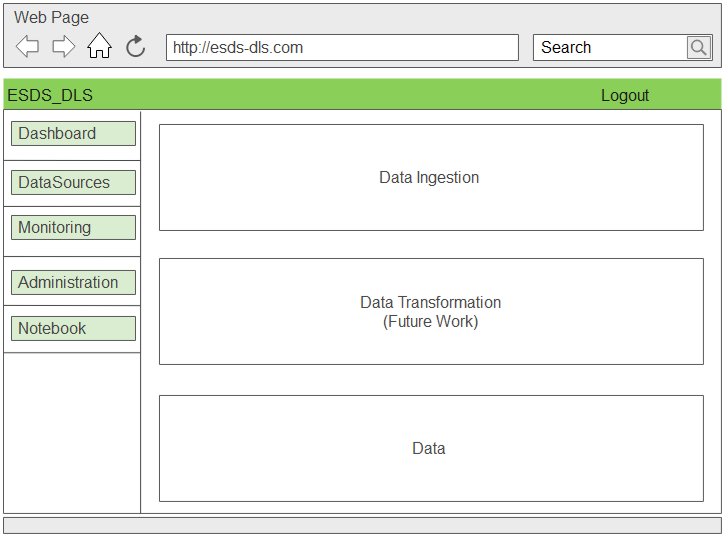 Web Page
http://esds-dls.com
Search
ESDS_DLS
Logout
Dashboard
DataSources
Monitoring
Administration
Notebook
Data Ingestion
Data Transformation
(Future Work)
Data